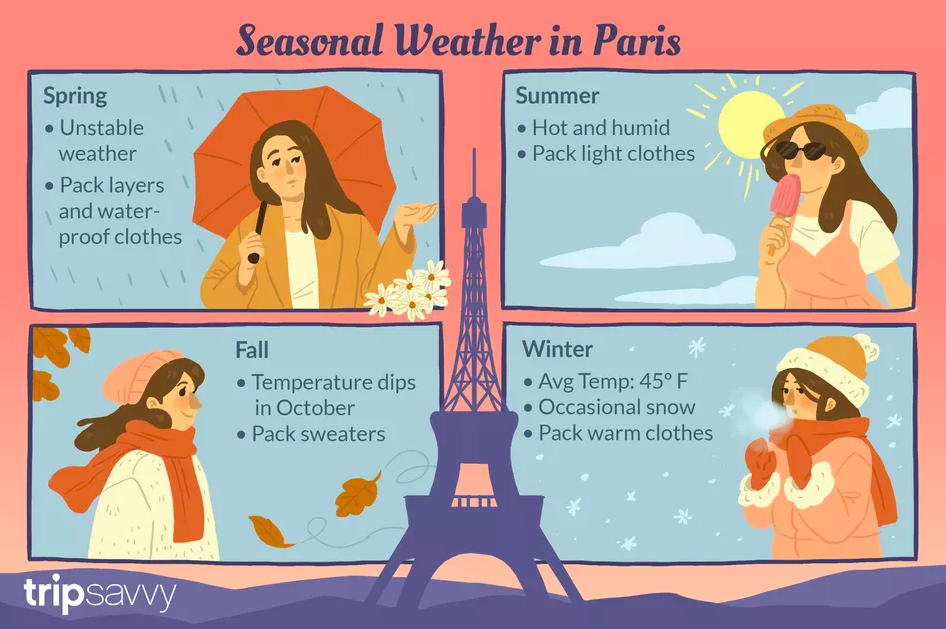 Seasonal Weather in Paris
Spring
• Unstable
weather
• Pack layers
and water-
proof clothes
Summer
• Hot and humid
• Pack light clothes
Fall
• Temperature dips
in October
• Pack sweaters
Winter
• Avg Temp: 45° F
• Occasional snow
• Pack warm clothes
tripsavvy